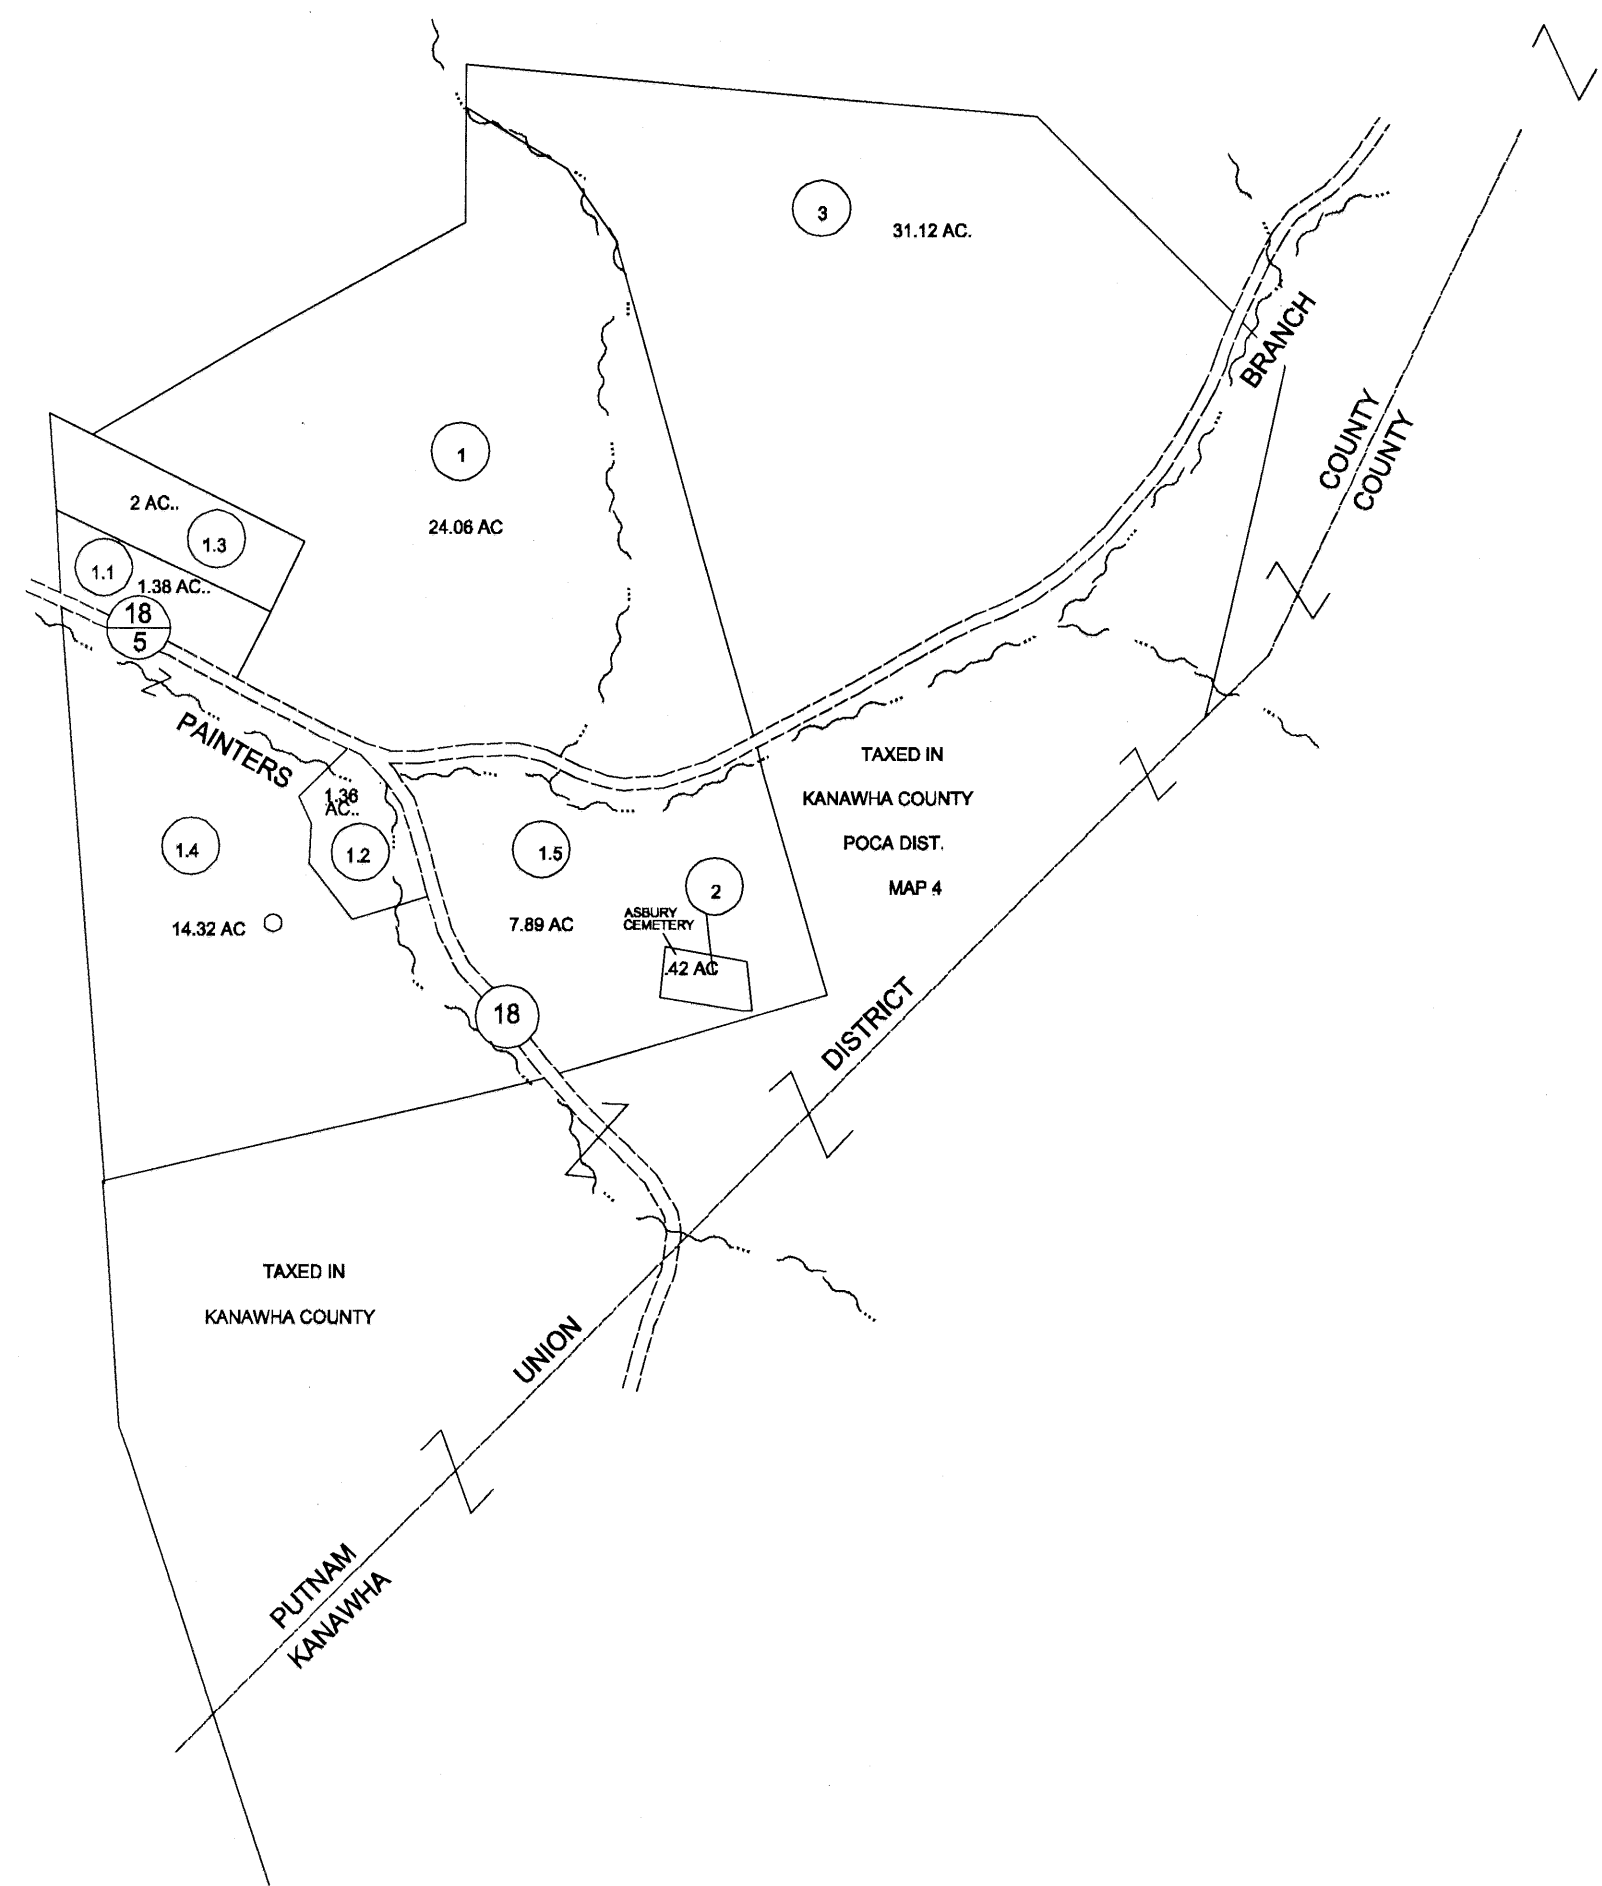 3
31.12 AC.
BRANCH
COUNTY
COUNTY
1
24.06 AC
2 AC..
1.3
1.1
1.38 AC..
18
5
PAINTERS
1.36
AC..
1.2
1.4
14.32 AC
1.5
7.89 AC
2
ASBURY
CEMETERY
.42 AC
TAXED IN
KANAWHA COUNTY
POCA DIST.
MAP 4
18
DISTRICT
TAXED IN
KANAWHA COUNTY
UNION
PUTNAM
KANAWHA